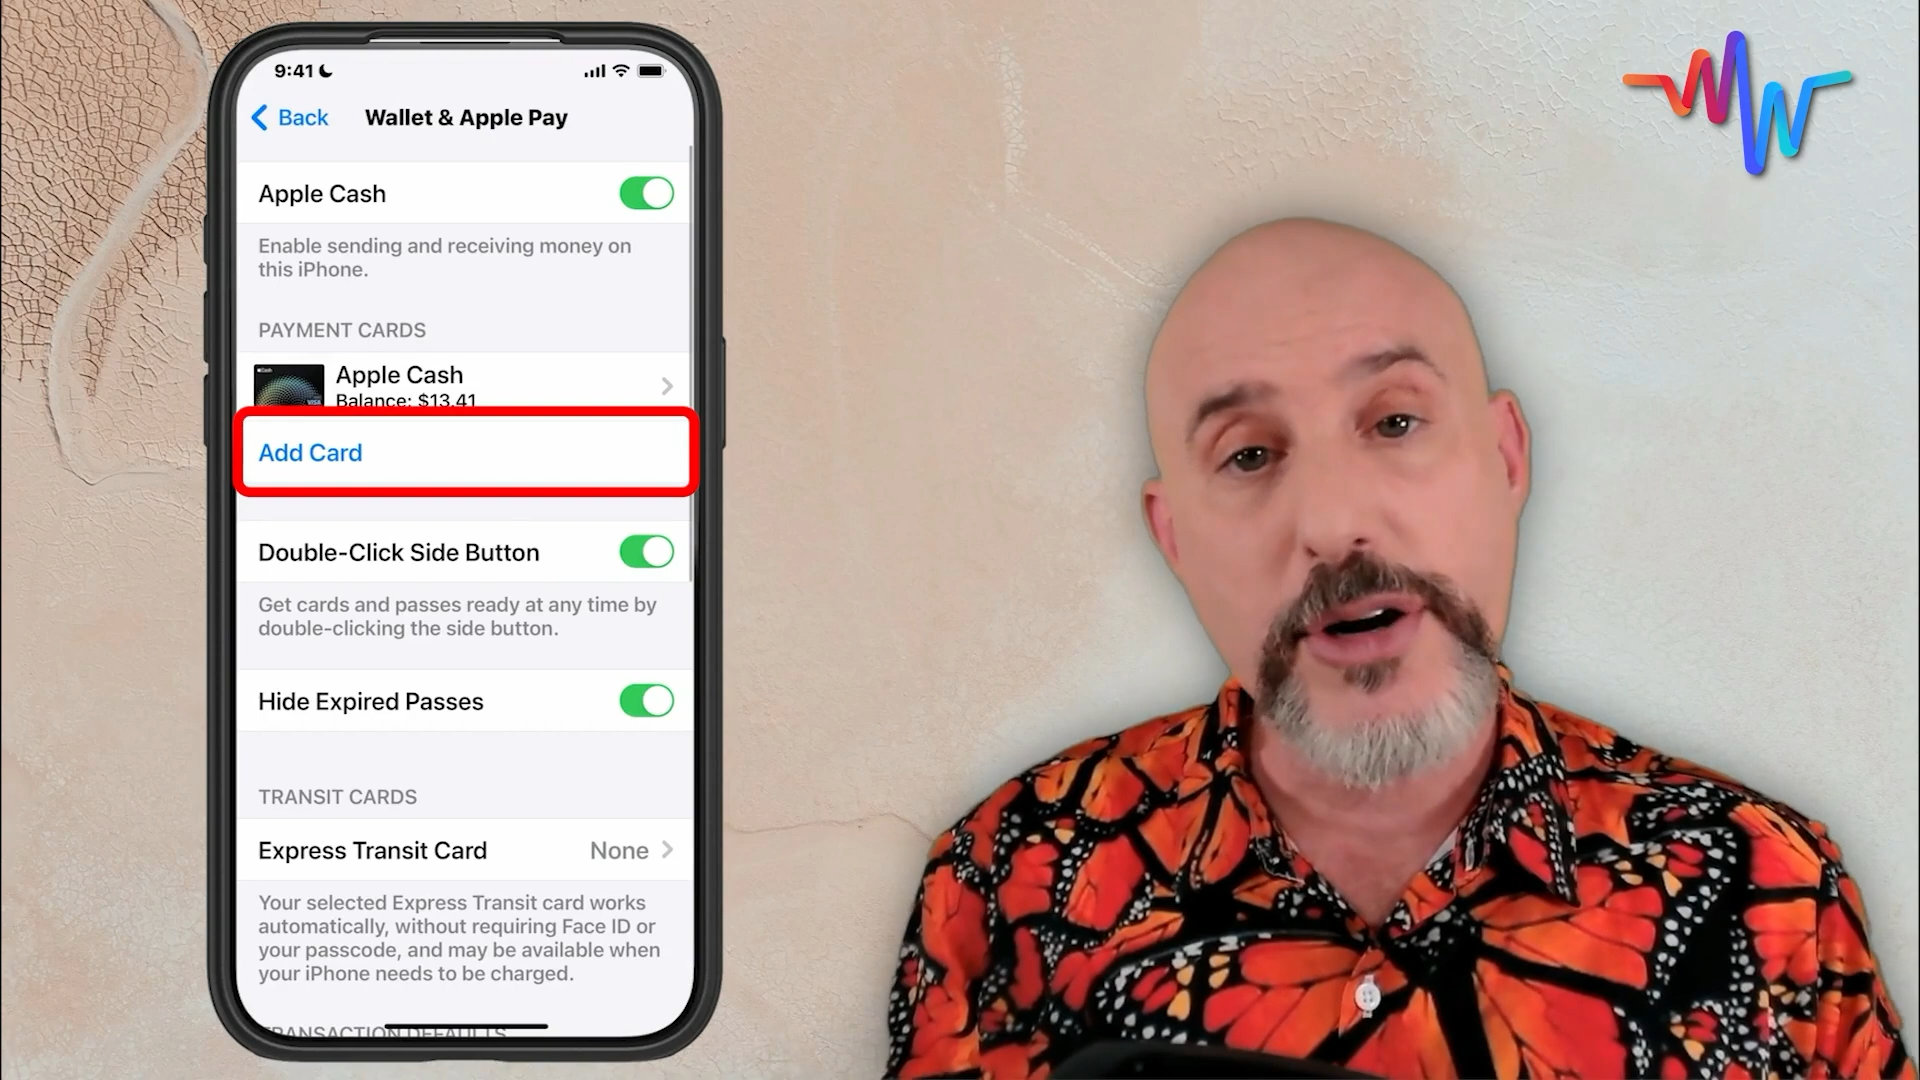 9:41
Back
Wallet & Apple Pay
Apple Cash
Enable sending and receiving money on
this iPhone.
PAYMENT CARDS
Apple Cash
Balance: $13.41
Add Card
Double-Click Side Button
Get cards and passes ready at any time by
double-clicking the side button.
Hide Expired Passes
TRANSIT CARDS
Express Transit Card
None
Your selected Express Transit card works
automatically, without requiring Face ID or
your passcode, and may be available when
your iPhone needs to be charged.
TRANSACTION DEFAULTS